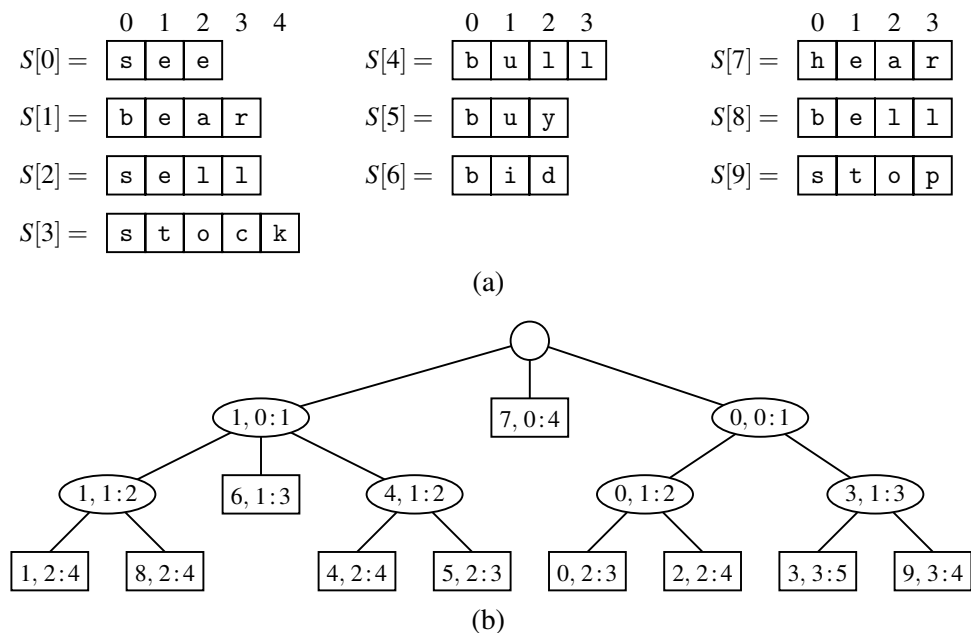 0 1 2 3 4
S[0] = s e e
S[1] = b e a r
S[2] = s e l l
S[3] = s t o c k
0 1 2 3
S[4] = b u l l
S[5] = b u y
S[6] = b i d
0 1 2 3
S[7] = h e a r
S[8] = b e l l
S[9] = s t o p
(a)
1, 0:1
7, 0:4
0, 0:1
1, 1:2
6, 1:3
4, 1:2
0, 1:2
3, 1:3
1, 2:4
8, 2:4
4, 2:4
5, 2:3
0, 2:3
2, 2:4
3, 3:5
9, 3:4
(b)